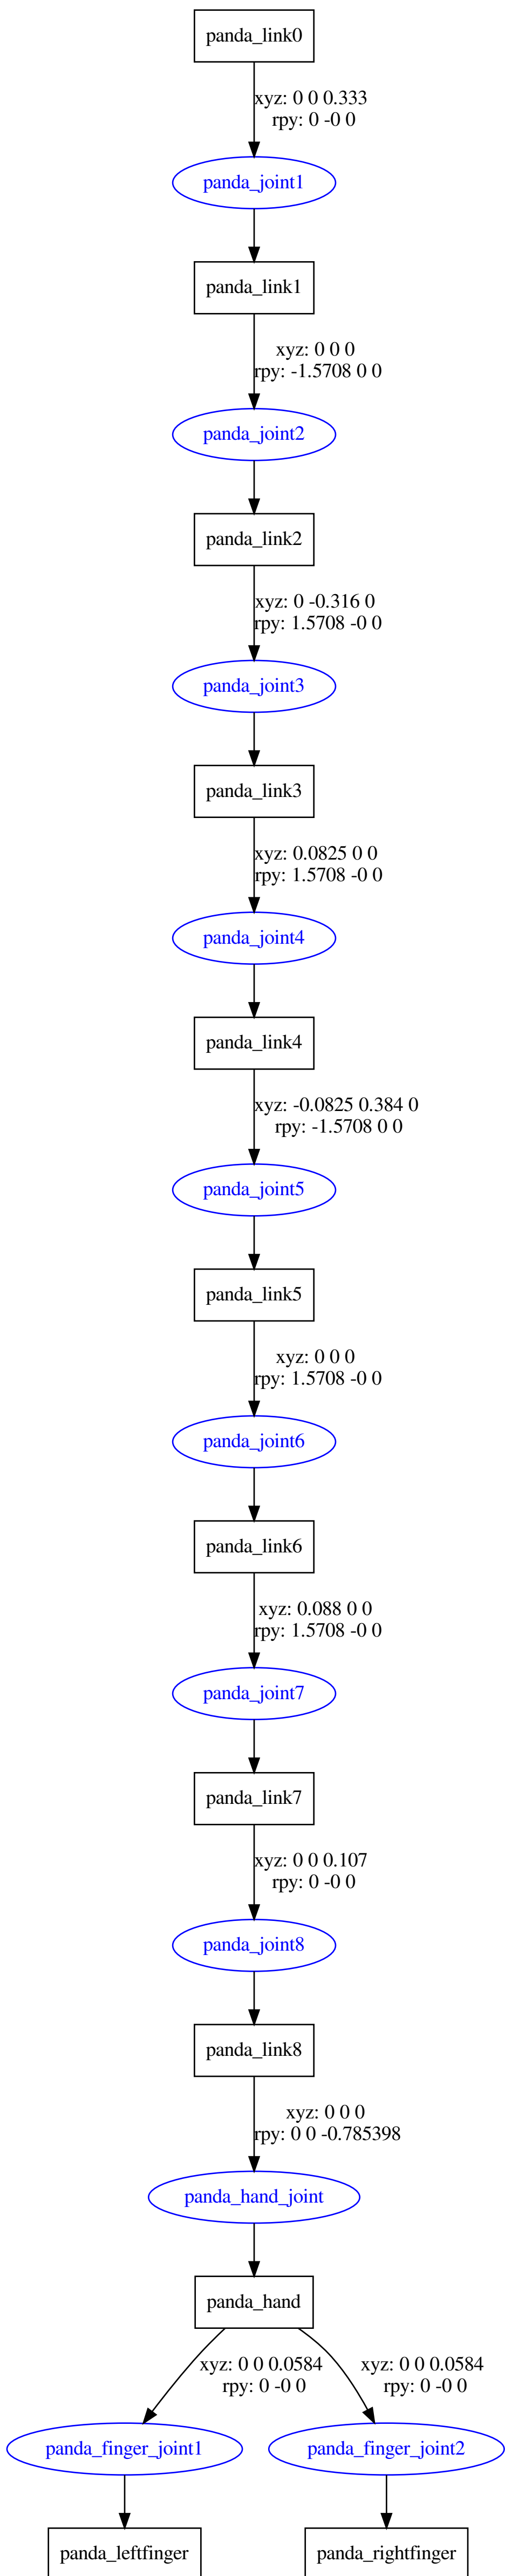 panda_link0
xyz: 0 0 0.333
rpy: 0 -0 0
panda_joint1
panda_link1
xyz: 0 0 0
rpy: -1.5708 0 0
panda_joint2
panda_link2
xyz: 0 -0.316 0
rpy: 1.5708 -0 0
panda_joint3
panda_link3
xyz: 0.0825 0 0
rpy: 1.5708 -0 0
panda_joint4
panda_link4
xyz: -0.0825 0.384 0
rpy: -1.5708 0 0
panda_joint5
panda_link5
xyz: 0 0 0
rpy: 1.5708 -0 0
panda_joint6
panda_link6
xyz: 0.088 0 0
rpy: 1.5708 -0 0
panda_joint7
panda_link7
xyz: 0 0 0.107
rpy: 0 -0 0
panda_joint8
panda_link8
xyz: 0 0 0
rpy: 0 0 -0.785398
panda_hand_joint
panda_hand
xyz: 0 0 0.0584
rpy: 0 -0 0
xyz: 0 0 0.0584
rpy: 0 -0 0
panda_finger_joint1
panda_finger_joint2
panda_leftfinger
panda_rightfinger